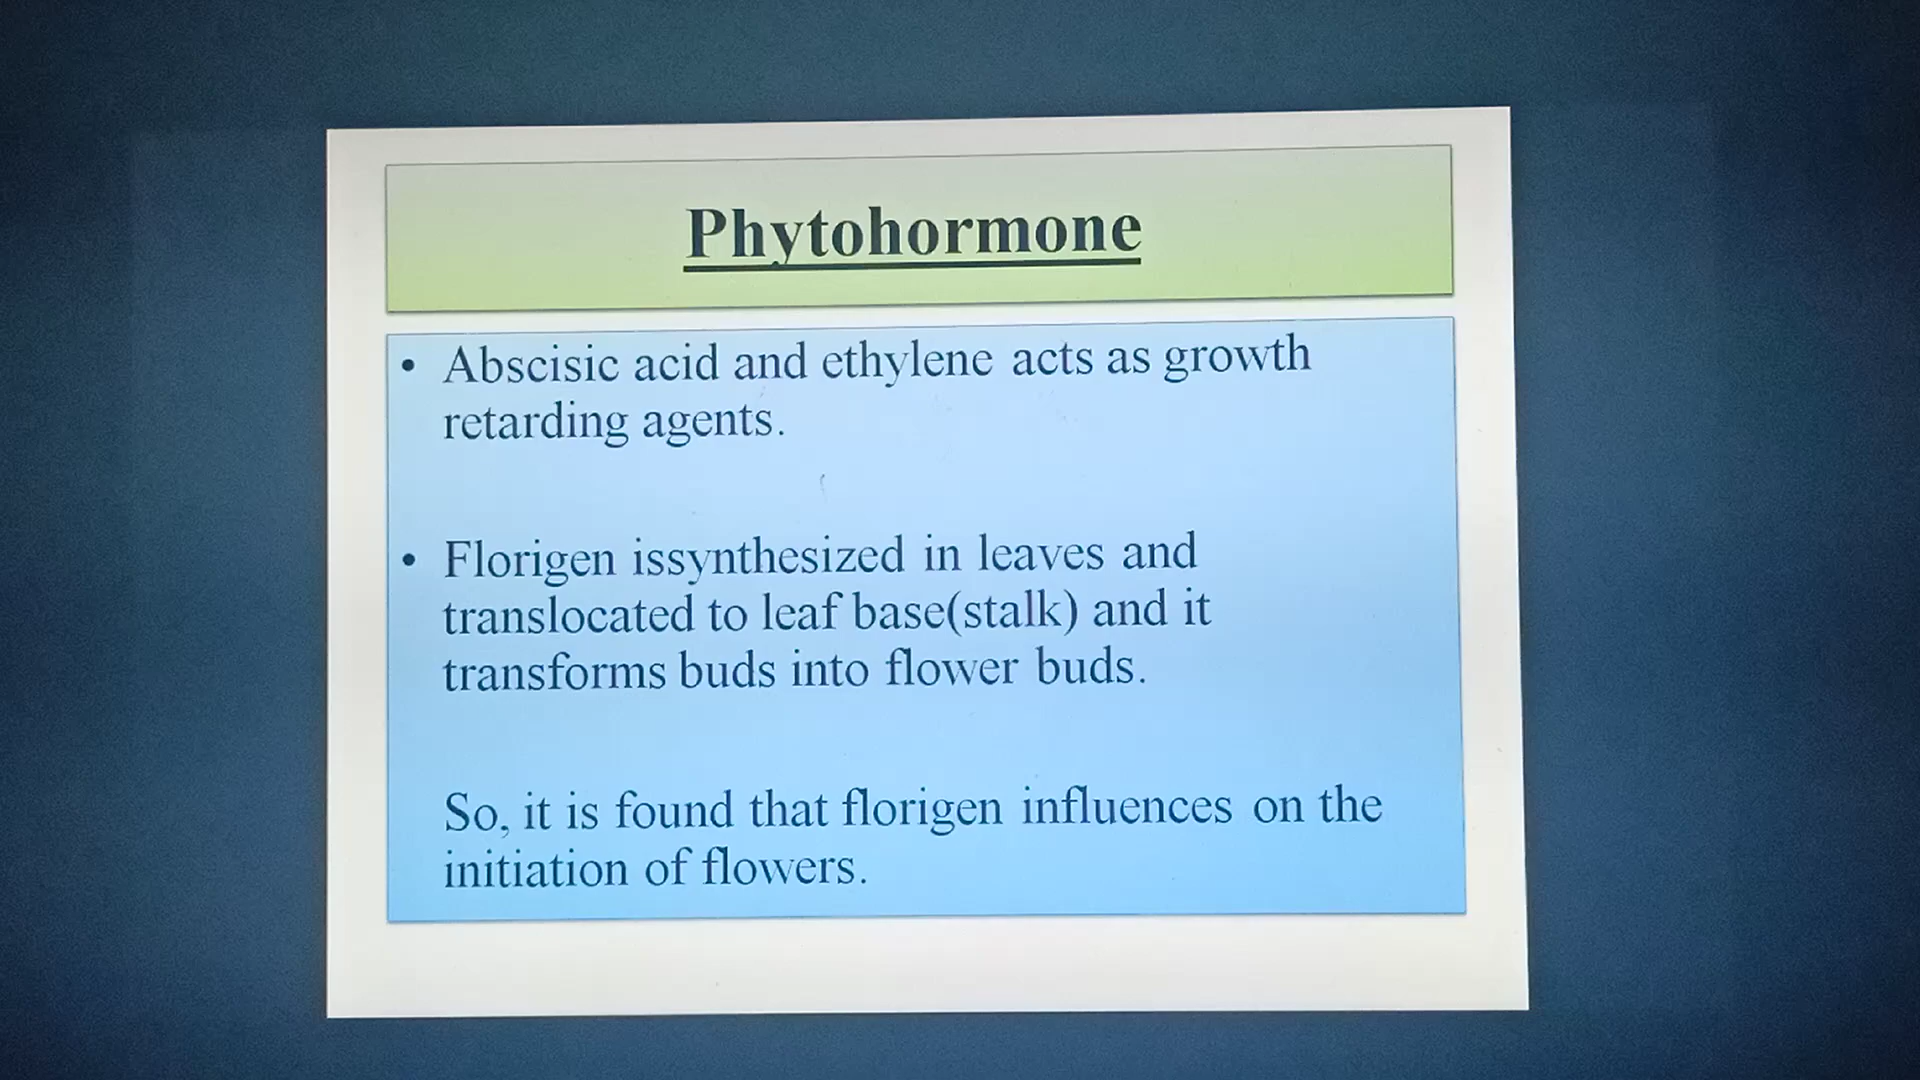 Phytohormone
• Abscisic acid and ethylene acts as growth
retarding agents.
• Florigen issynthesized in leaves and
translocated to leaf base(stalk) and it
transforms buds into flower buds.
So, it is found that florigen influences on the
initiation of flowers.